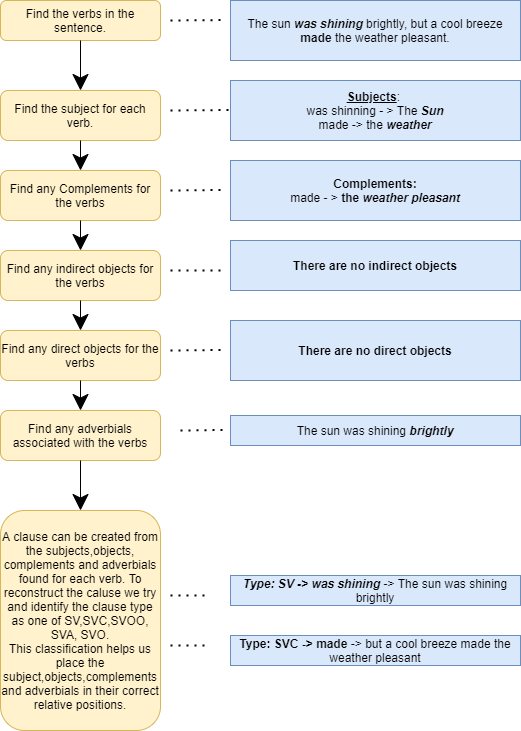 Find the verbs in the
sentence.
The sun was shining brightly, but a cool breeze
made the weather pleasant.
Find the subject for each
verb.
Subjects:
was shinning - > The Sun
made -> the weather
Find any Complements for
the verbs
Complements:
made - > the weather pleasant
Find any indirect objects for
the verbs
There are no indirect objects
Find any direct objects for the
verbs
There are no direct objects
Find any adverbials
associated with the verbs
The sun was shining brightly
A clause can be created from
the subjects,objects,
complements and adverbials
found for each verb. To
reconstruct the caluse we try
and identify the clause type
as one of SV,SVC,SVOO,
SVA, SVO.
This classification helps us
place the
subject,objects,complements
and adverbials in their correct
relative positions.
Type: SV -> was shining -> The sun was shining
brightly
Type: SVC -> made -> but a cool breeze made the
weather pleasant